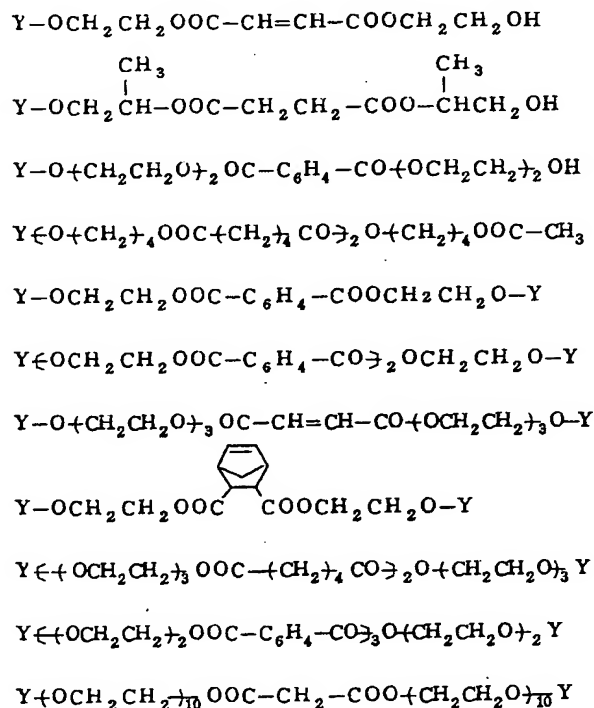 Y-OCH2CH2OOC-CH=CH-COOCH2CH2OH
CH3 CH3
Y-OCH2CH-OOC-CH2CH2-COO-CHCH2OH
Y-O(CH2CH2O)2OC-C6H4-CO(OCH2CH2)2OH
Y(O(CH2)4OOC(CH2)4CO)2O(CH2)4OOC-CH3
Y-OCH2CH2OOC-C6H4-COOCH2CH2O-Y
Y(OCH2CH2OOC-C6H4-CO)2OCH2CH2O-Y
Y-O(CH2CH2O)3OC-CH=CH-CO(OCH2CH2)3O-Y
Y-OCH2CH2OOC COOCH2CH2O-Y
Y((OCH2CH2)3OOC-(CH2)4CO)2O(CH2CH2O)3Y
Y((OCH2CH2)2OOC-C6H4-CO)3O(CH2CH2O)2Y
Y(OCH2CH2)10OOC-CH2-COO(CH2CH2O)10Y